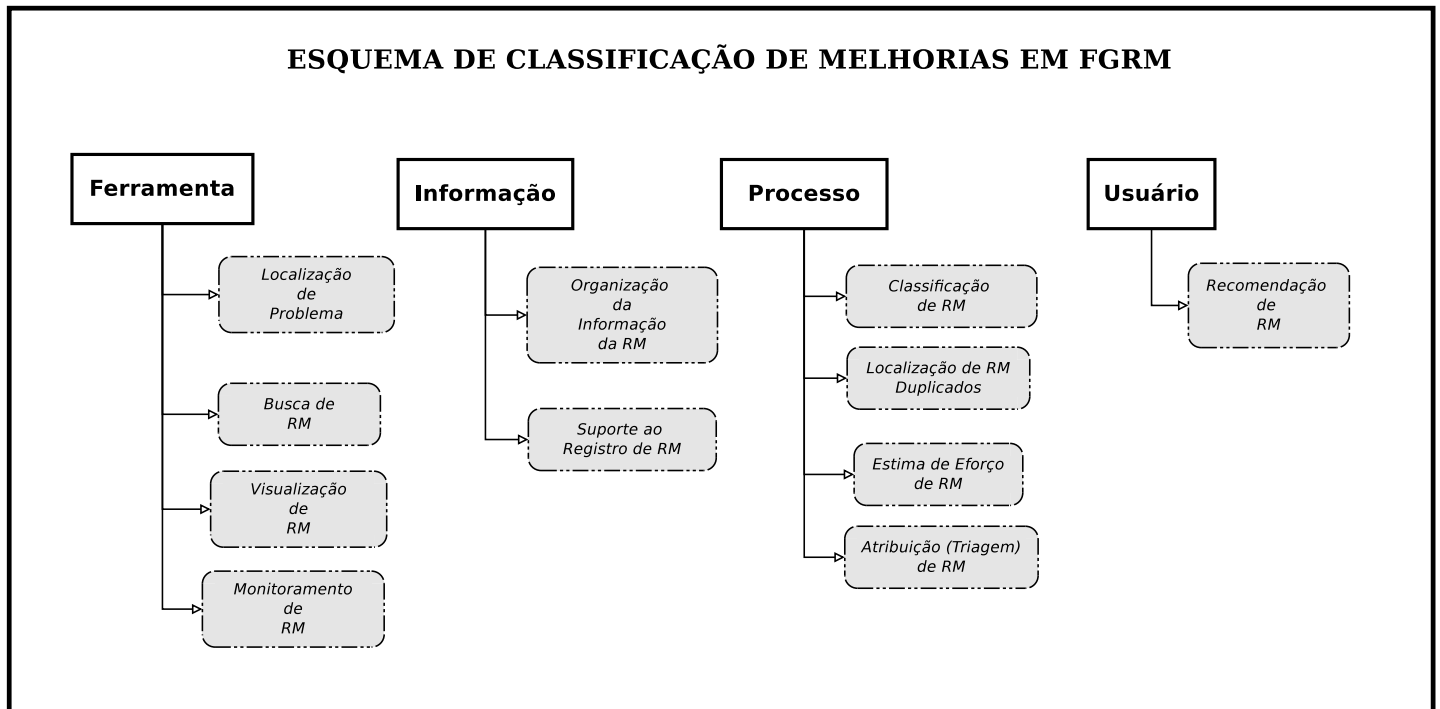 ESQUEMA DE CLASSIFICAÇÃO DE MELHORIAS EM FGRM
Ferramenta
Localização
de
Problema
Busca de
RM
Visualização
de
RM
Monitoramento
de
RM
Informação
Organização
da
Informação
da RM
Suporte ao
Registro de RM
Processo
Classificação
de RM
Localização de RM
Duplicados
Estima de Eforço
de RM
Atribuição (Triagem)
de RM
Usuário
Recomendação
de
RM